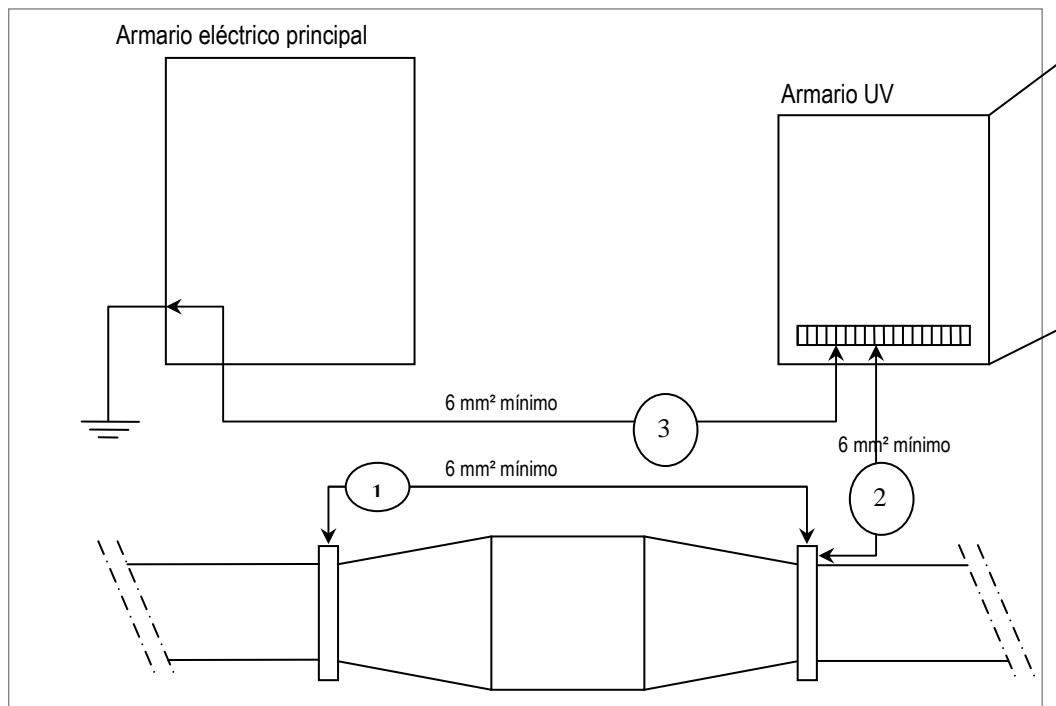 Armario eléctrico principal
Armario UV
6 mm² mínimo
3
6 mm² mínimo
6 mm² mínimo
1
2